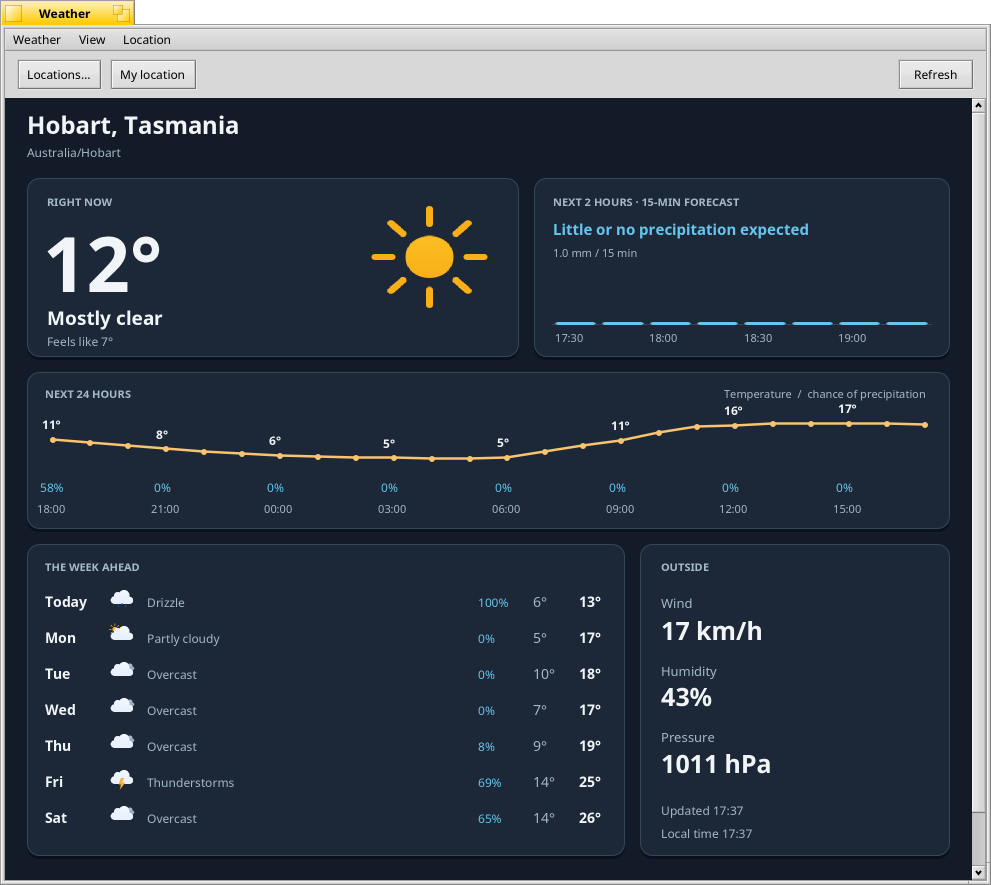 Weather
Weather View Location
Locations... My location Refresh
Hobart, Tasmania
Australia/Hobart
RIGHT NOW
12°
Mostly clear
Feels like 7°
NEXT 2 HOURS · 15-MIN FORECAST
Little or no precipitation expected
1.0 mm / 15 min
17:30 18:00 18:30 19:00
NEXT 24 HOURS
Temperature / chance of precipitation
11° 8° 6° 5° 5° 11° 16° 17°
58% 0% 0% 0% 0% 0% 0% 0%
18:00 21:00 00:00 03:00 06:00 09:00 12:00 15:00
THE WEEK AHEAD
Today Drizzle 100% 6° 13°
Mon Partly cloudy 0% 5° 17°
Tue Overcast 0% 10° 18°
Wed Overcast 0% 7° 17°
Thu Overcast 8% 9° 19°
Fri Thunderstorms 69% 14° 25°
Sat Overcast 65% 14° 26°
OUTSIDE
Wind
17 km/h
Humidity
43%
Pressure
1011 hPa
Updated 17:37
Local time 17:37